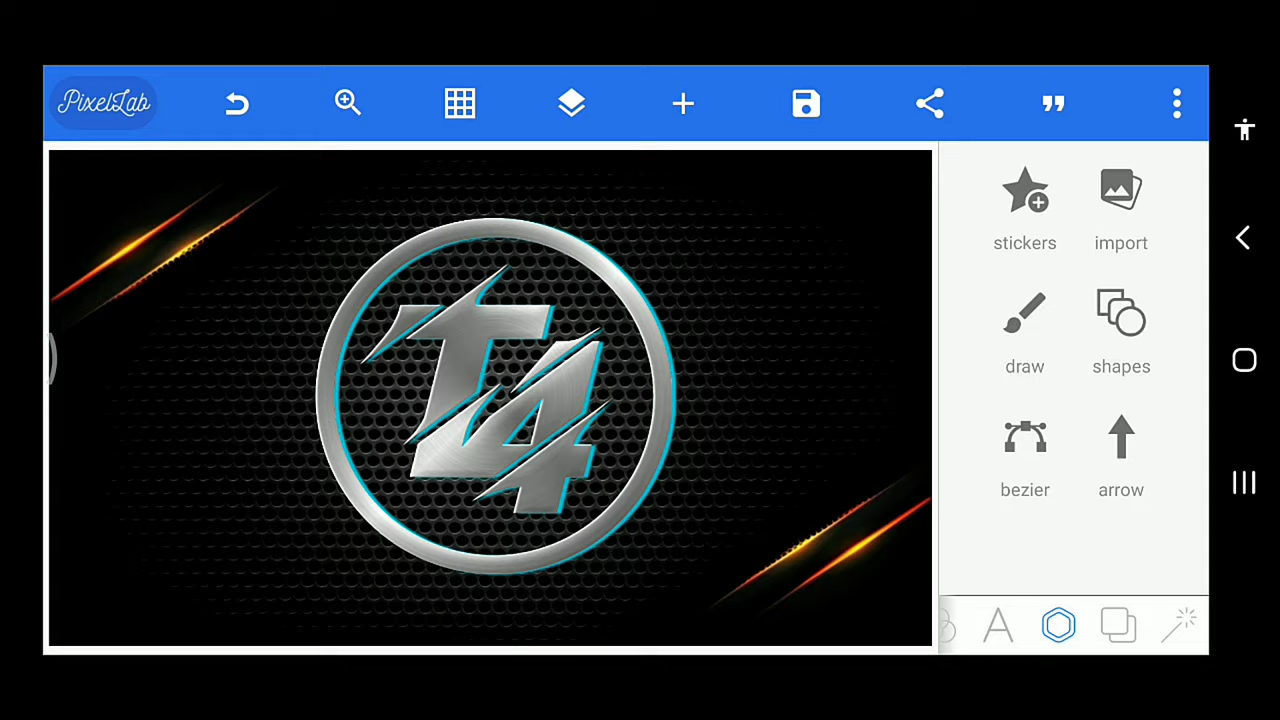 PixelLab
T4
stickers
import
draw
shapes
bezier
arrow
A